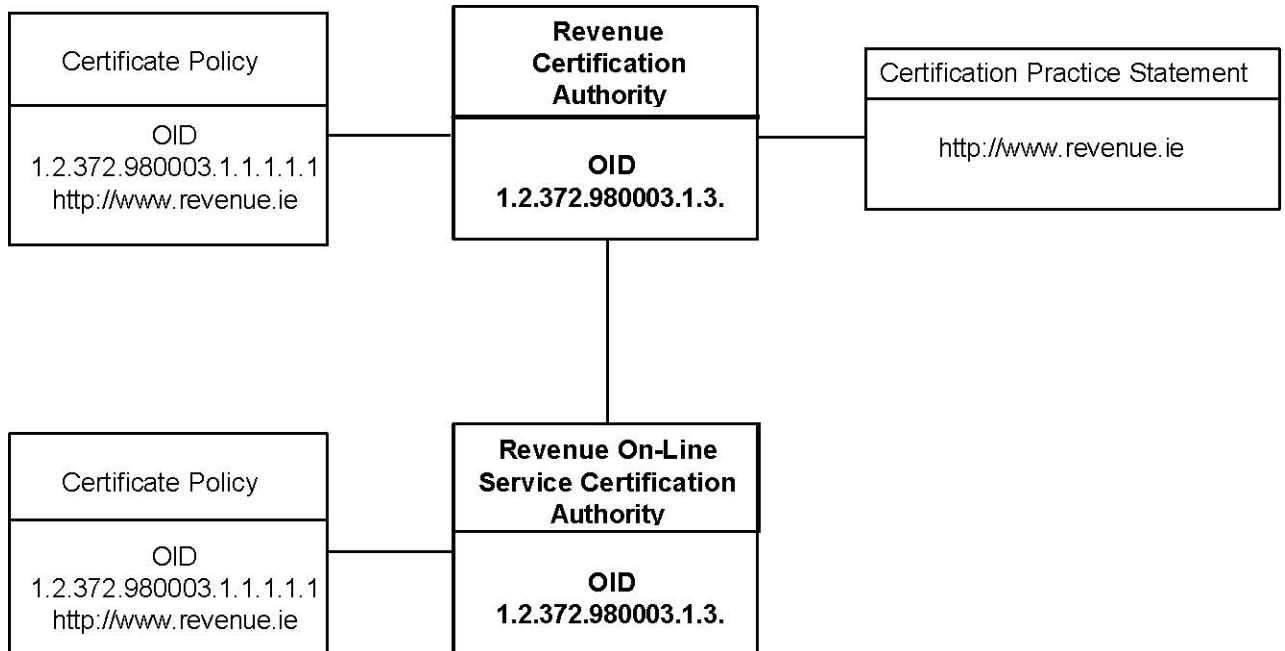 Certificate Policy
OID
1.2.372.980003.1.1.1.1.1
http://www.revenue.ie
Revenue
Certification
Authority
OID
1.2.372.980003.1.3.
Certification Practice Statement
http://www.revenue.ie
Certificate Policy
OID
1.2.372.980003.1.1.1.1.1
http://www.revenue.ie
Revenue On-Line
Service Certification
Authority
OID
1.2.372.980003.1.3.